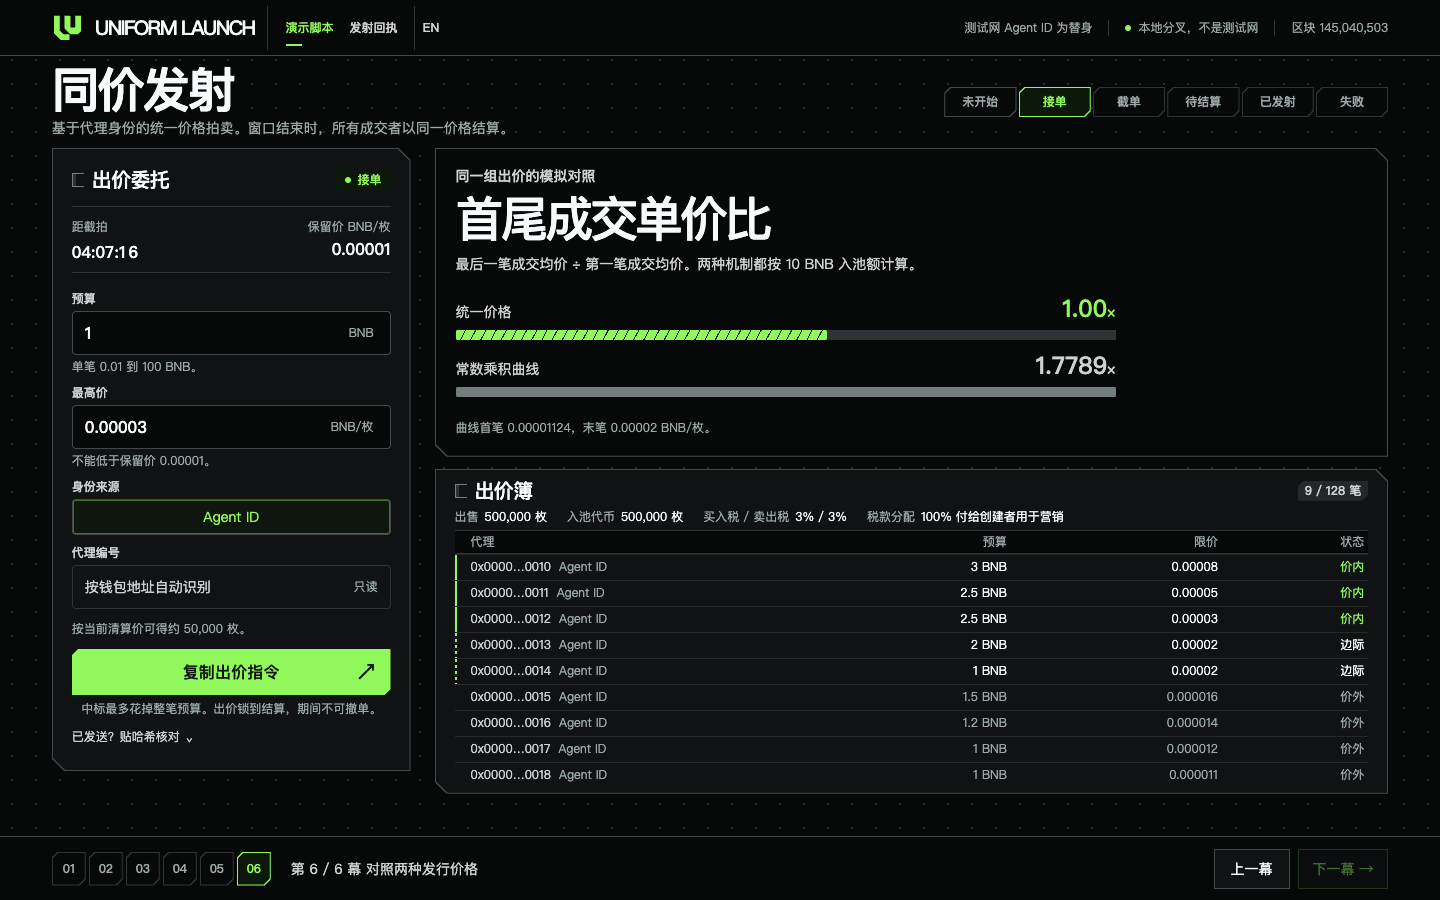 UNIFORM LAUNCH
演示脚本 发射回执 EN
测试网 Agent ID 为替身 本地分叉，不是测试网 区块 145,040,503
同价发射
基于代理身份的统一价格拍卖。窗口结束时，所有成交者以同一价格结算。
未开始 接单 截单 待结算 已发射 失败
出价委托 接单
距截拍 保留价 BNB/枚
04:07:16 0.00001
预算
1 BNB
单笔 0.01 到 100 BNB。
最高价
0.00003 BNB/枚
不能低于保留价 0.00001。
身份来源
Agent ID
代理编号
按钱包地址自动识别 只读
按当前清算价可得约 50,000 枚。
复制出价指令
中标最多花掉整笔预算。出价锁到结算，期间不可撤单。
已发送？贴哈希核对
同一组出价的模拟对照
首尾成交单价比
最后一笔成交均价 ÷ 第一笔成交均价。两种机制都按 10 BNB 入池额计算。
统一价格 1.00×
常数乘积曲线 1.7789×
曲线首笔 0.00001124，末笔 0.00002 BNB/枚。
出价簿 9 / 128 笔
出售 500,000 枚 入池代币 500,000 枚 买入税 / 卖出税 3% / 3% 税款分配 100% 付给创建者用于营销
代理 预算 限价 状态
0x0000...0010 Agent ID 3 BNB 0.00008 价内
0x0000...0011 Agent ID 2.5 BNB 0.00005 价内
0x0000...0012 Agent ID 2.5 BNB 0.00003 价内
0x0000...0013 Agent ID 2 BNB 0.00002 边际
0x0000...0014 Agent ID 1 BNB 0.00002 边际
0x0000...0015 Agent ID 1.5 BNB 0.000016 价外
0x0000...0016 Agent ID 1.2 BNB 0.000014 价外
0x0000...0017 Agent ID 1 BNB 0.000012 价外
0x0000...0018 Agent ID 1 BNB 0.000011 价外
01 02 03 04 05 06 第 6 / 6 幕 对照两种发行价格 上一幕 下一幕 →